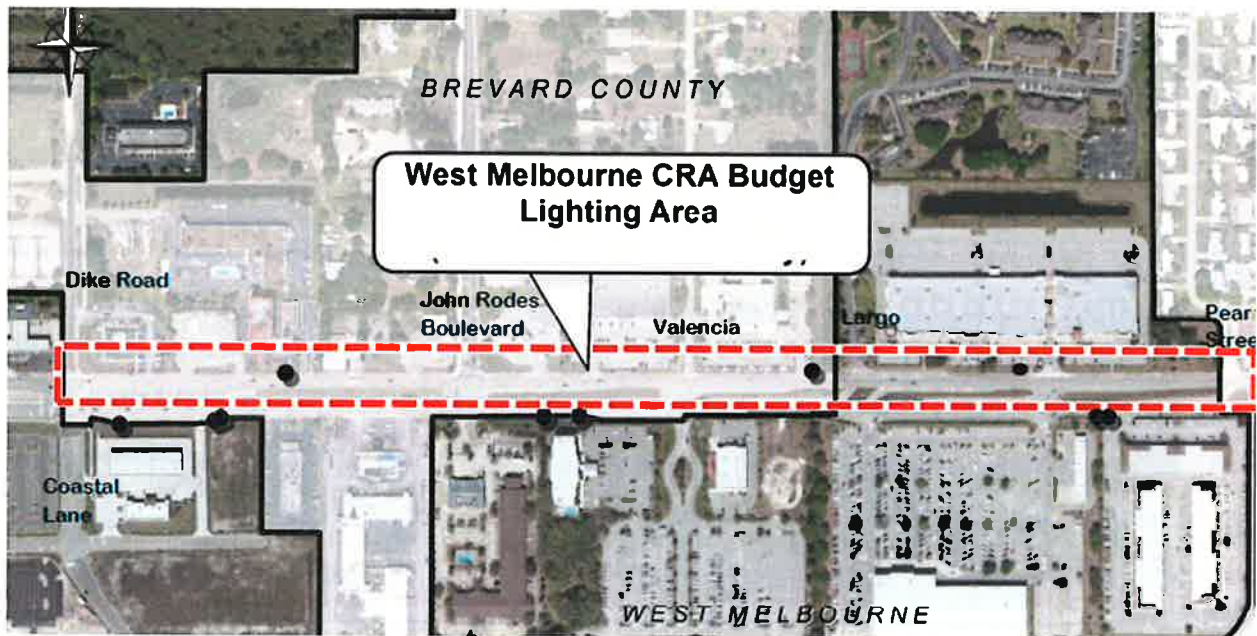 BREVARD COUNTY
West Melbourne CRA Budget
Lighting Area
Dike Road
John Rodes
Boulevard
Valencia
Largo
Pear
Stree
Coastal
Lane
WEST MELBOURNE